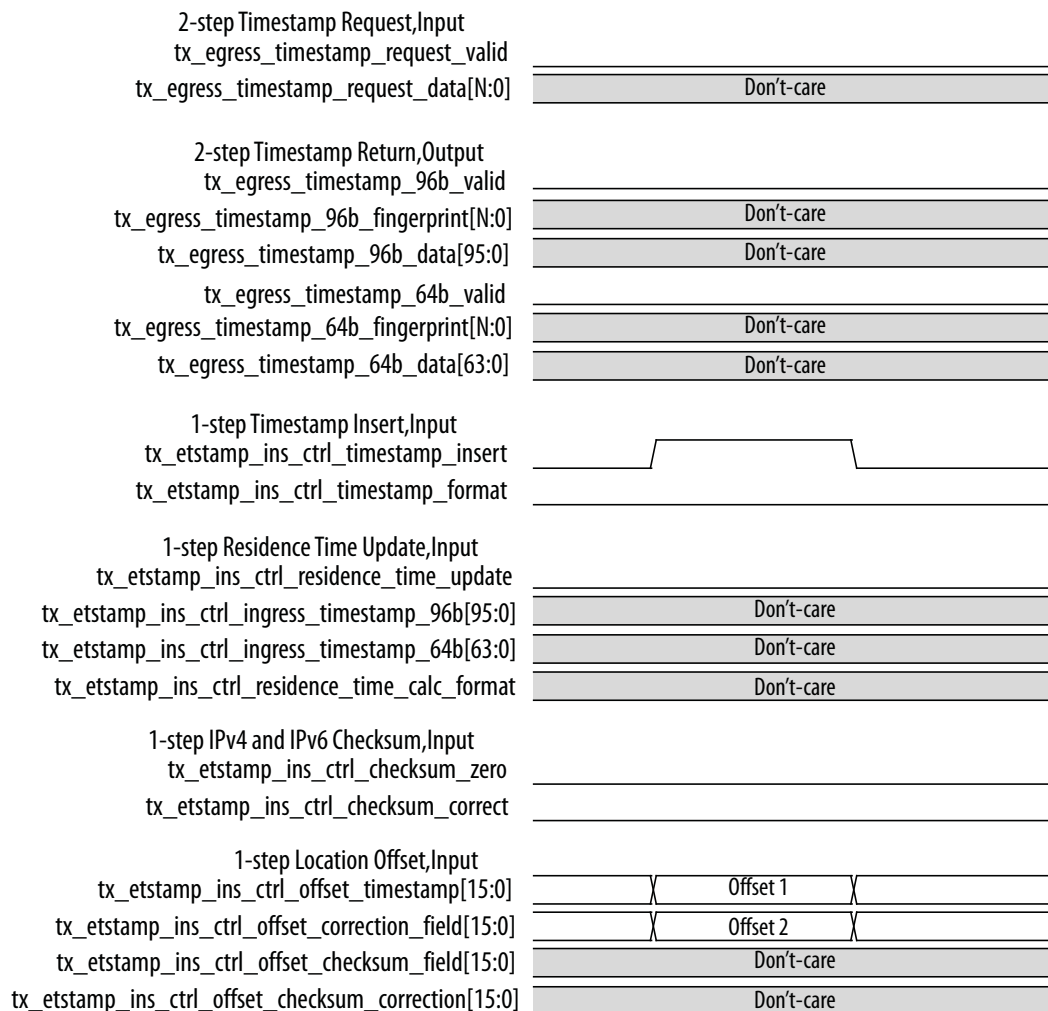 2-step Timestamp Request,Input
tx_egress_timestamp_request_valid
tx_egress_timestamp_request_data[N:0] Don't-care
2-step Timestamp Return,Output
tx_egress_timestamp_96b_valid
tx_egress_timestamp_96b_fingerprint[N:0] Don't-care
tx_egress_timestamp_96b_data[95:0] Don't-care
tx_egress_timestamp_64b_valid
tx_egress_timestamp_64b_fingerprint[N:0] Don't-care
tx_egress_timestamp_64b_data[63:0] Don't-care
1-step Timestamp Insert,Input
tx_etstamp_ins_ctrl_timestamp_insert
tx_etstamp_ins_ctrl_timestamp_format
1-step Residence Time Update,Input
tx_etstamp_ins_ctrl_residence_time_update
tx_etstamp_ins_ctrl_ingress_timestamp_96b[95:0] Don't-care
tx_etstamp_ins_ctrl_ingress_timestamp_64b[63:0] Don't-care
tx_etstamp_ins_ctrl_residence_time_calc_format Don't-care
1-step IPv4 and IPv6 Checksum,Input
tx_etstamp_ins_ctrl_checksum_zero
tx_etstamp_ins_ctrl_checksum_correct
1-step Location Offset,Input
tx_etstamp_ins_ctrl_offset_timestamp[15:0] Offset 1
tx_etstamp_ins_ctrl_offset_correction_field[15:0] Offset 2
tx_etstamp_ins_ctrl_offset_checksum_field[15:0] Don't-care
tx_etstamp_ins_ctrl_offset_checksum_correction[15:0] Don't-care